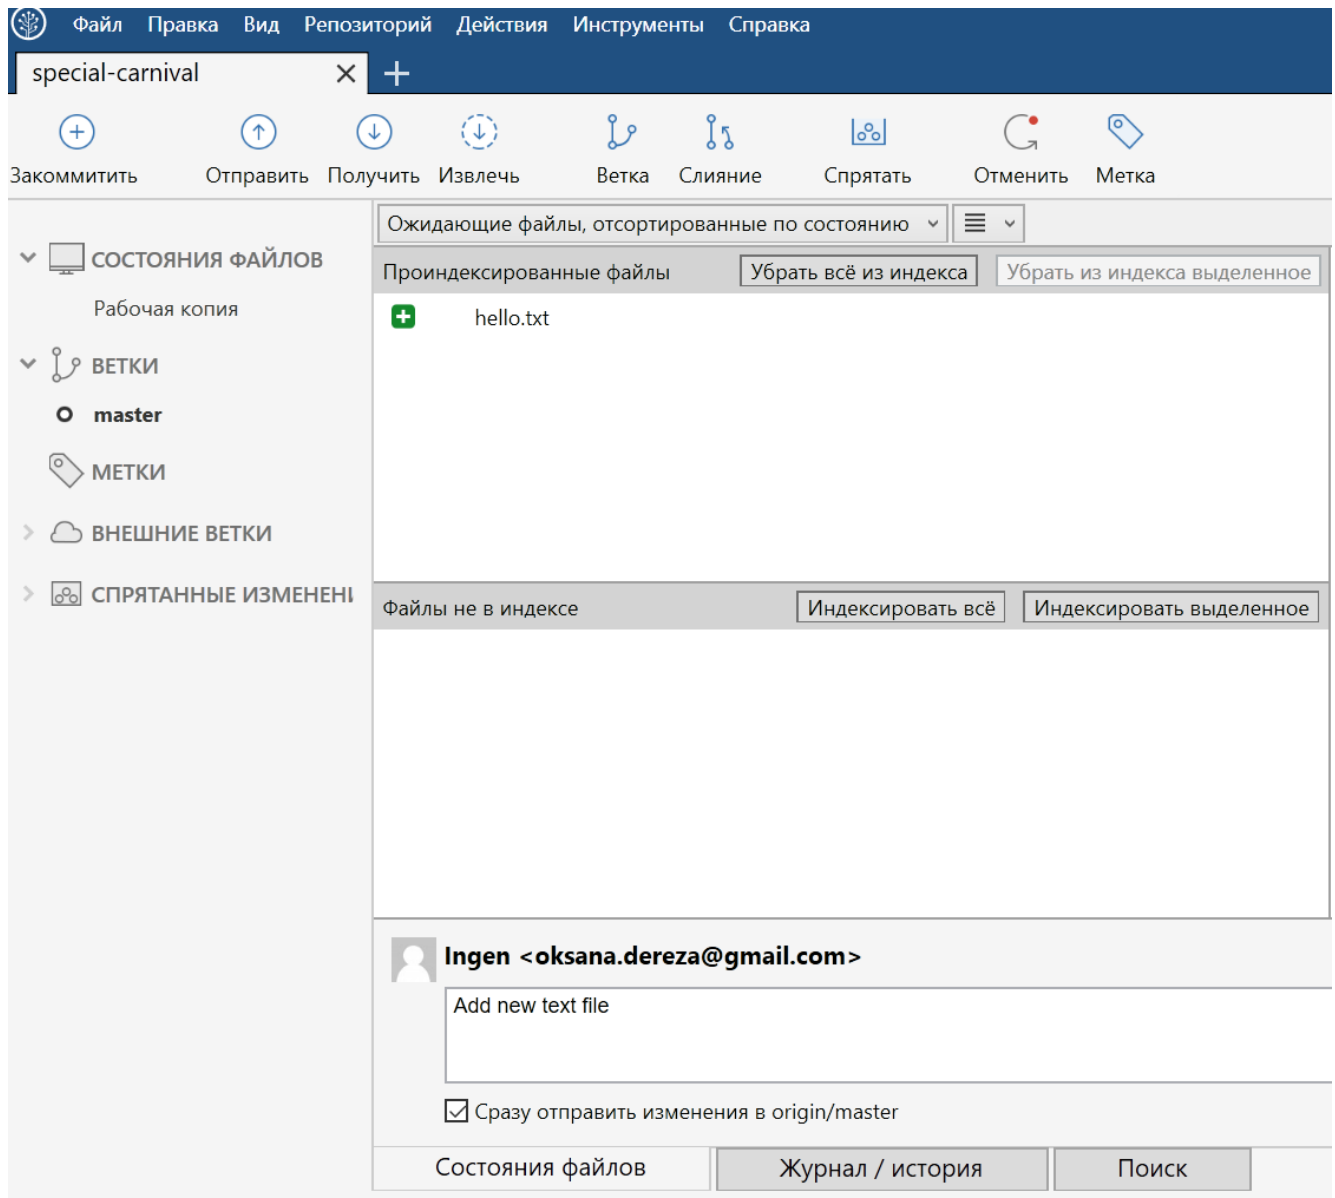 Файл Правка Вид Репозиторий Действия Инструменты Справка
special-carnival
Закоммитить Отправить Получить Извлечь Ветка Слияние Спрятать Отменить Метка
Ожидающие файлы, отсортированные по состоянию
СОСТОЯНИЯ ФАЙЛОВ
Рабочая копия
ВЕТКИ
master
МЕТКИ
ВНЕШНИЕ ВЕТКИ
СПРЯТАННЫЕ ИЗМЕНЕН
Проиндексированные файлы Убрать всё из индекса Убрать из индекса выделенное
hello.txt
Файлы не в индексе Индексировать всё Индексировать выделенное
Ingen <oksana.dereza@gmail.com>
Add new text file
Сразу отправить изменения в origin/master
Состояния файлов Журнал / история Поиск